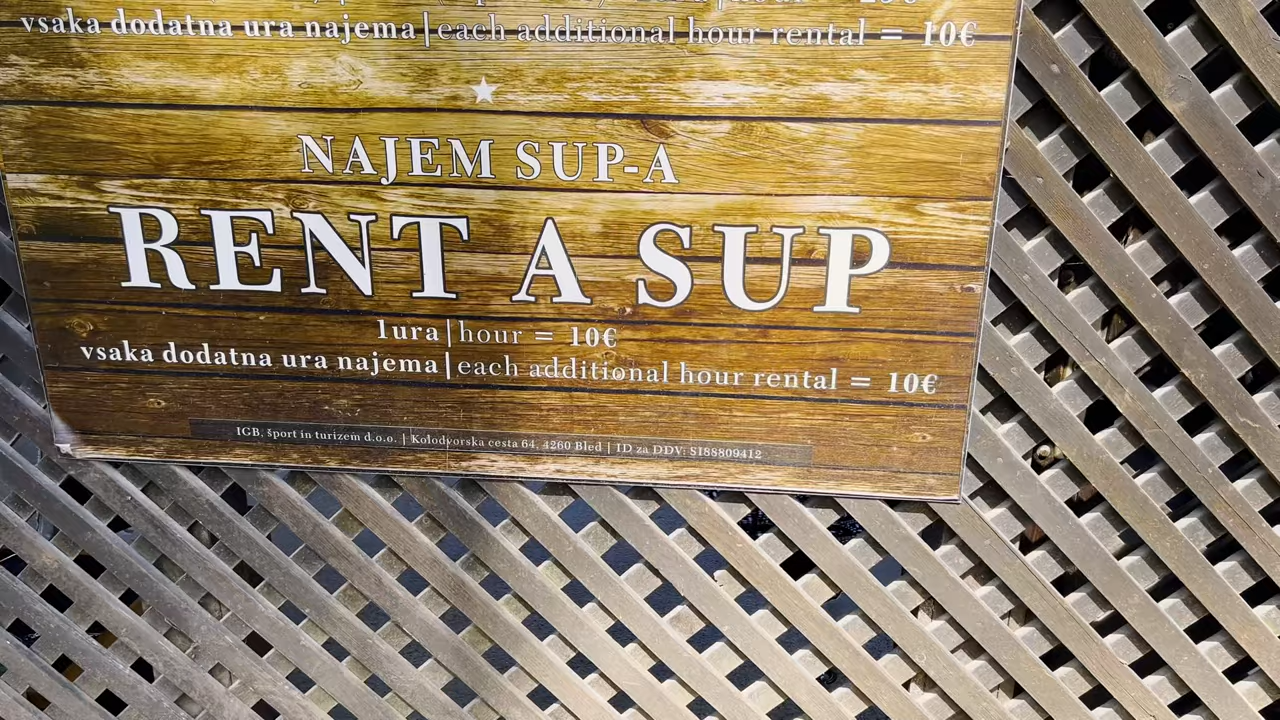 vsaka dodatna ura najema|each additional hour rental = 10€
NAJEM SUP-A
RENT A SUP
1ura|hour = 10€
vsaka dodatna ura najema|each additional hour rental = 10€
IGB, šport in turizem d.o.o. | Kolodvorska cesta 64, 4260 Bled | ID za DDV: SI88809412